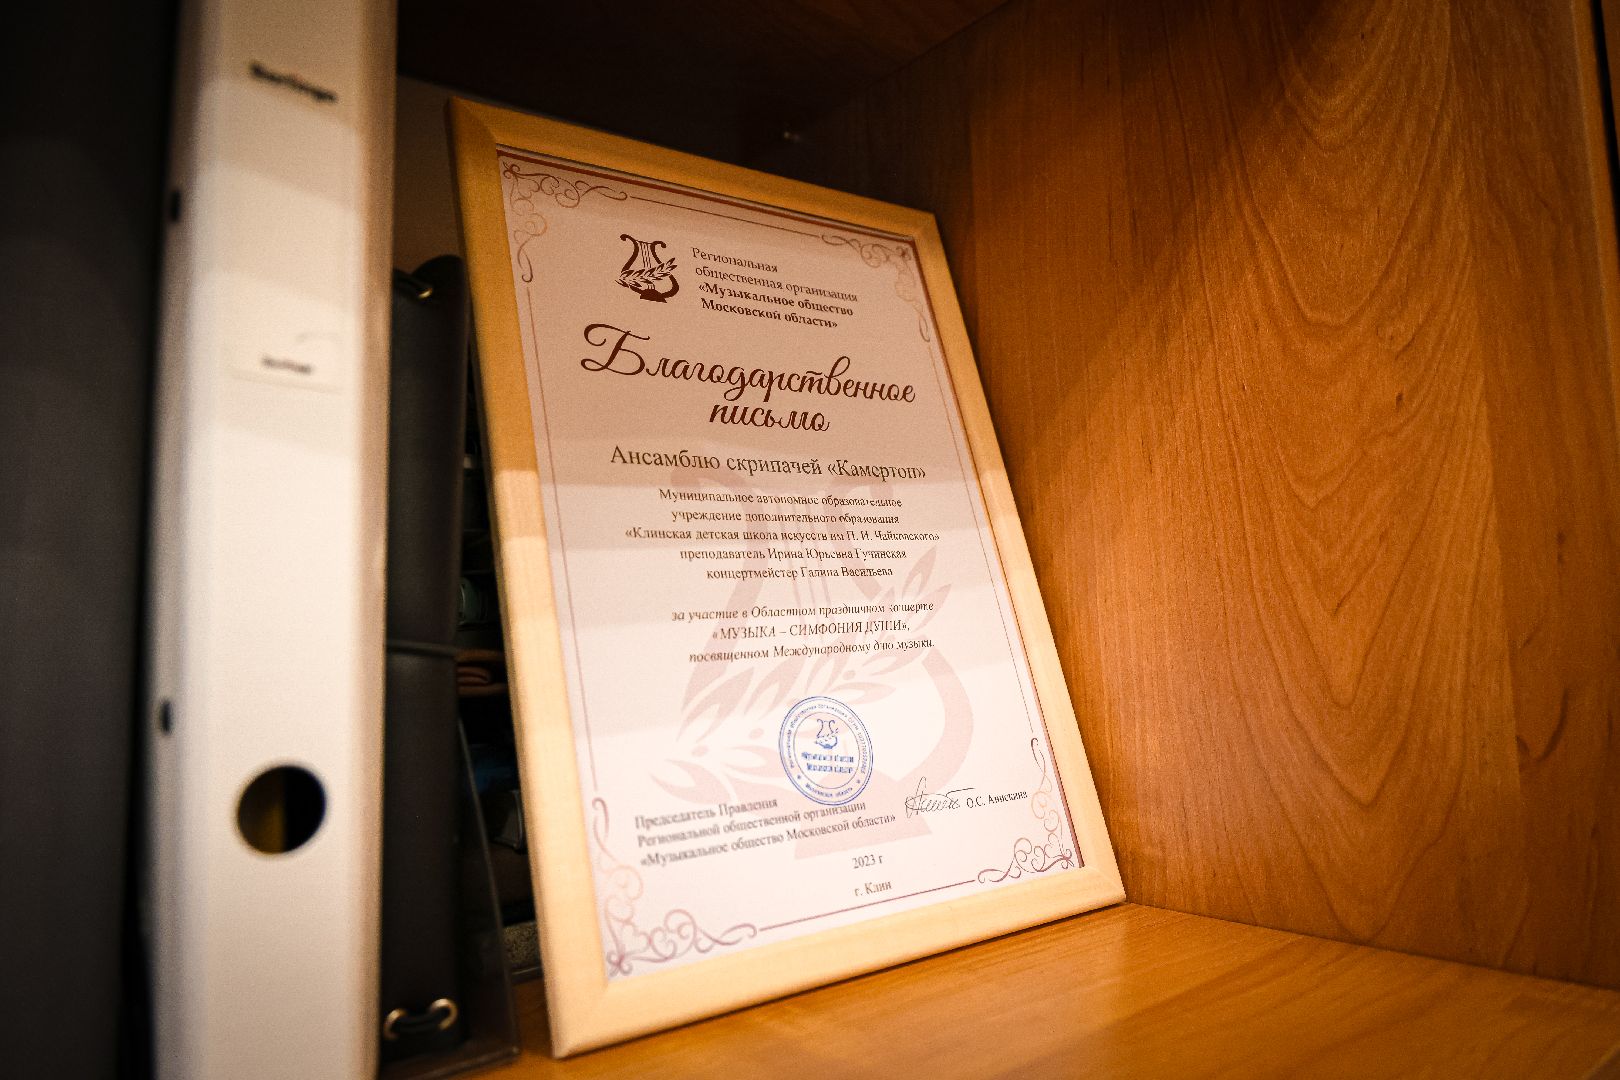 Berlingo
Региональная
общественная организация
«Музыкальное общество
Московской области»
Благодарственное
письмо
Ансамблю скрипачей «Камертон»
Муниципальное автономное образовательное
учреждение дополнительного образования
«Клинская детская школа искусств им П. И. Чайковского»
преподаватель Ирина Юрьевна Гучинская
концертмейстер Галина Васильева
за участие в Областном праздничном концерте
«МУЗЫКА – СИМФОНИЯ ДУШИ»,
посвященном Международному дню музыки.
Председатель Правления
Региональной общественной организации
«Музыкальное общество Московской области»
О.С. Анискина
2023 г
г. Клин